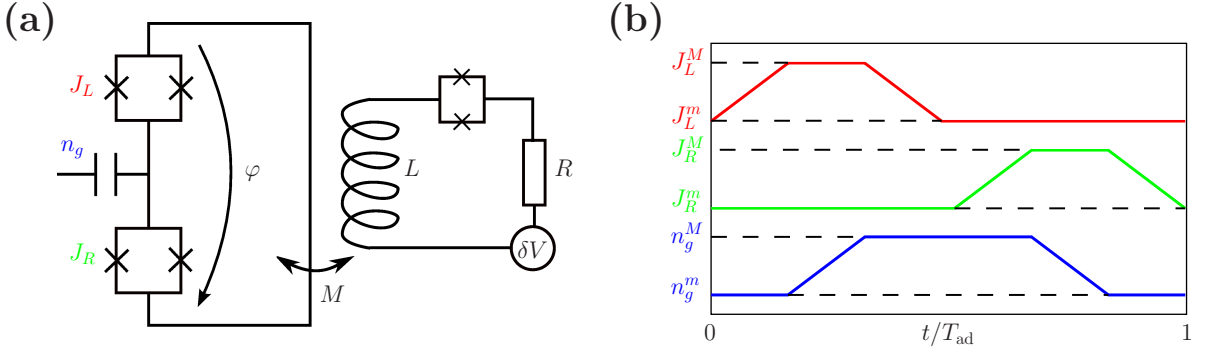 (a)
J_L
n_g
J_R
φ
M
L
R
δV
(b)
J_L^M
J_L^m
J_R^M
J_R^m
n_g^M
n_g^m
0
t/T_ad
1